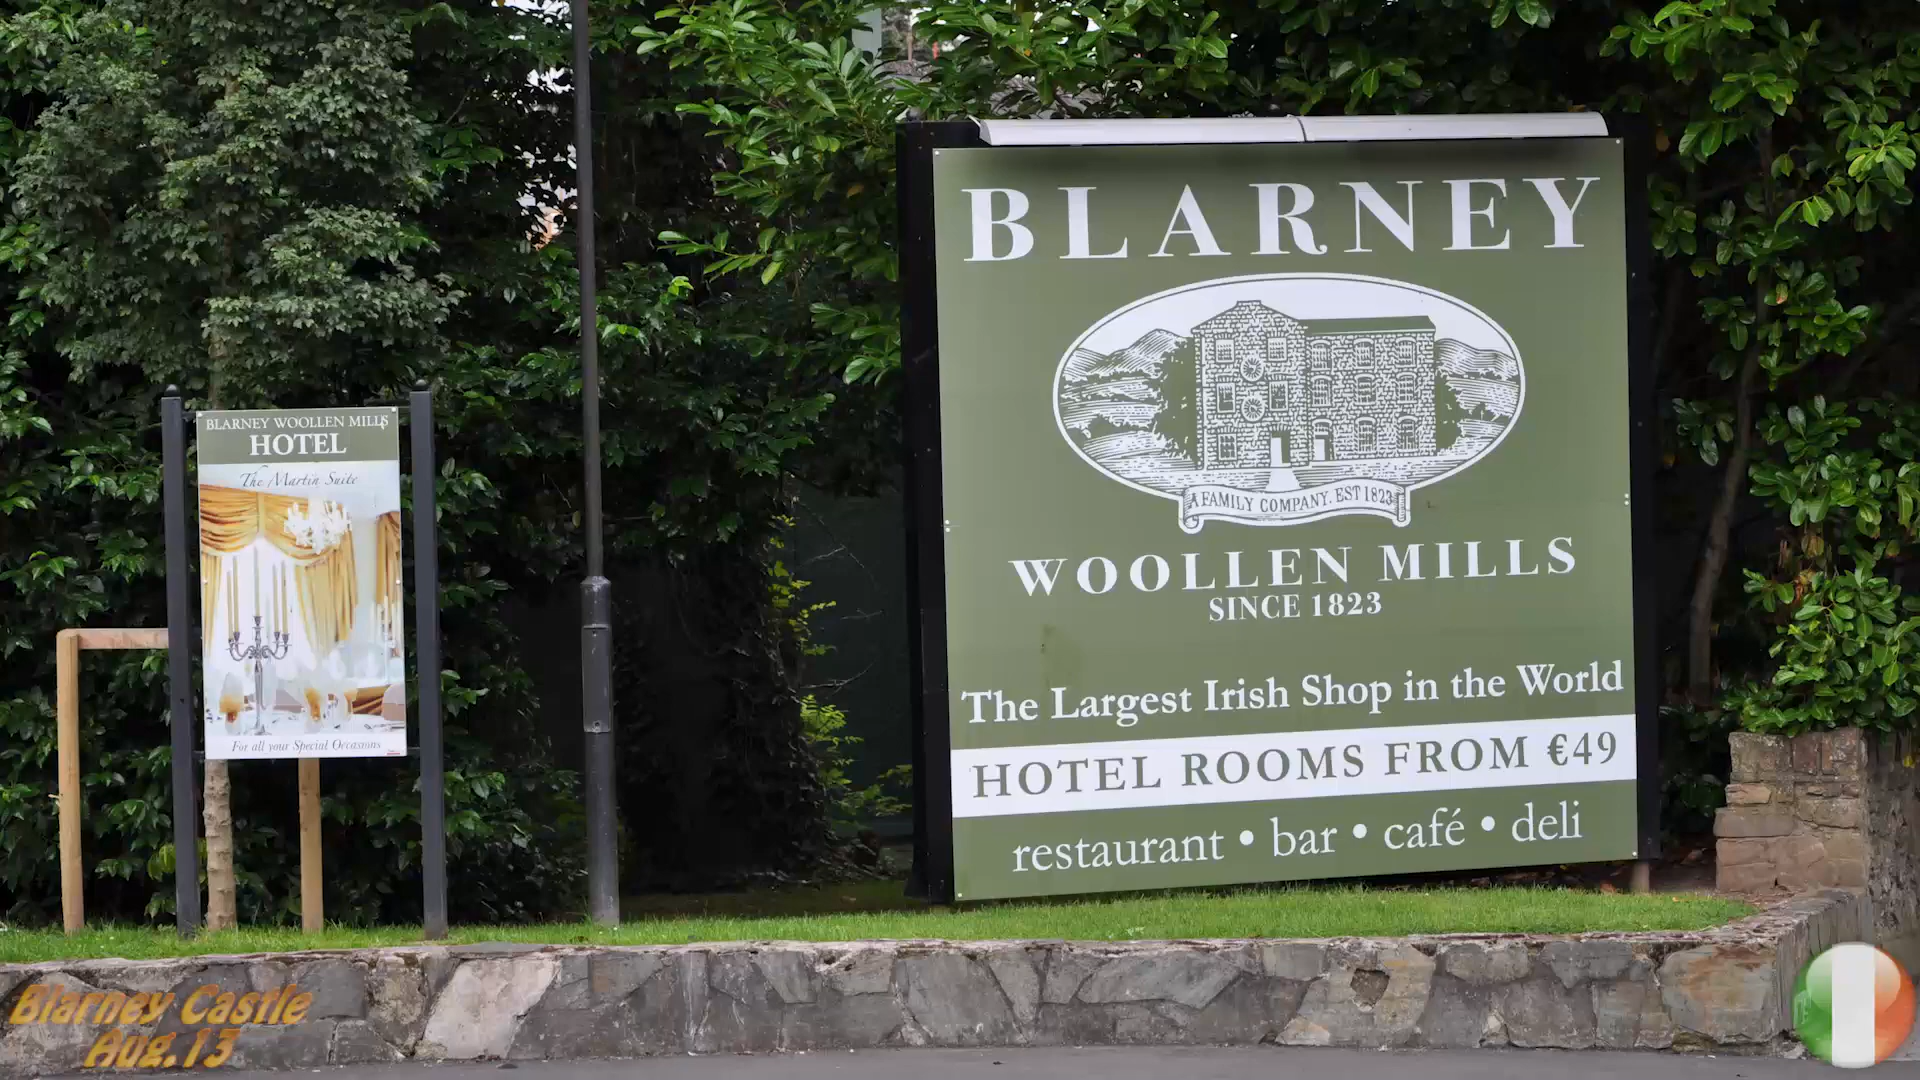 BLARNEY WOOLLEN MILLS
HOTEL
The Martin Suite
For all your Special Occasions
BLARNEY
A FAMILY COMPANY. EST 1823
WOOLLEN MILLS
SINCE 1823
The Largest Irish Shop in the World
HOTEL ROOMS FROM €49
restaurant • bar • café • deli
Blarney Castle
Aug.13